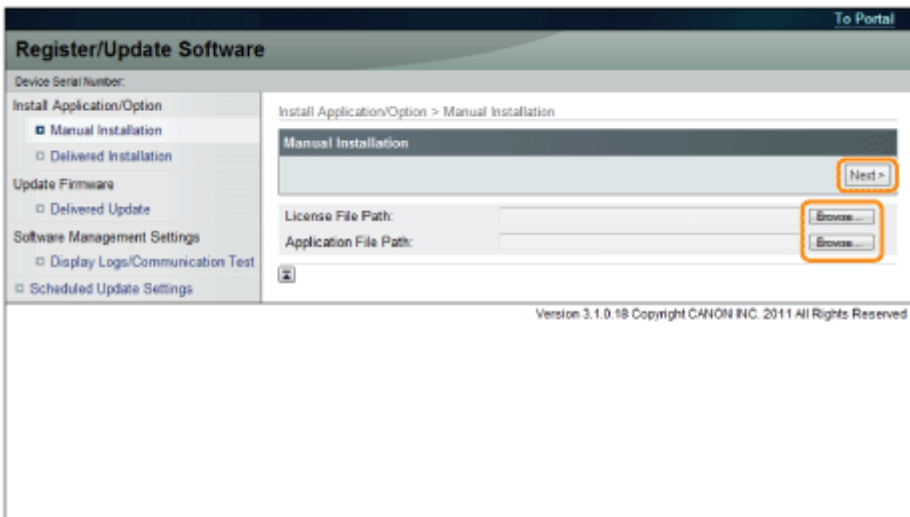 To Portal
Register/Update Software
Device Serial Number:
Install Application/Option
Manual Installation
Delivered Installation
Update Firmware
Delivered Update
Software Management Settings
Display Logs/Communication Test
Scheduled Update Settings
Install Application/Option > Manual Installation
Manual Installation
Next >
License File Path: Browse...
Application File Path: Browse...
Version 3.1.0.18 Copyright CANON INC. 2011 All Rights Reserved